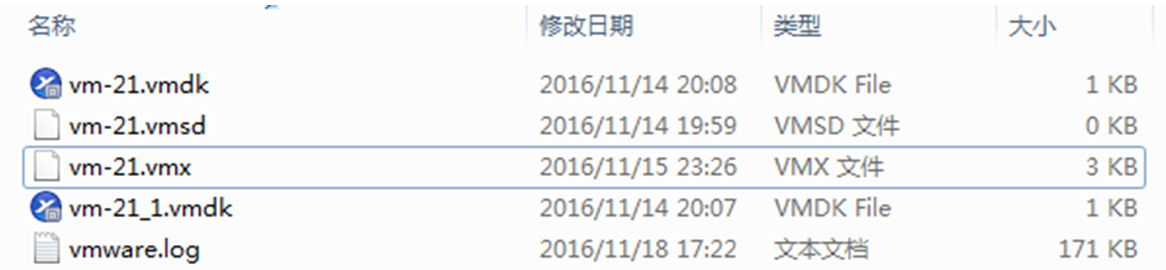 名称 修改日期 类型 大小
vm-21.vmdk 2016/11/14 20:08 VMDK File 1 KB
vm-21.vmsd 2016/11/14 19:59 VMSD 文件 0 KB
vm-21.vmx 2016/11/15 23:26 VMX 文件 3 KB
vm-21_1.vmdk 2016/11/14 20:07 VMDK File 1 KB
vmware.log 2016/11/18 17:22 文本文档 171 KB